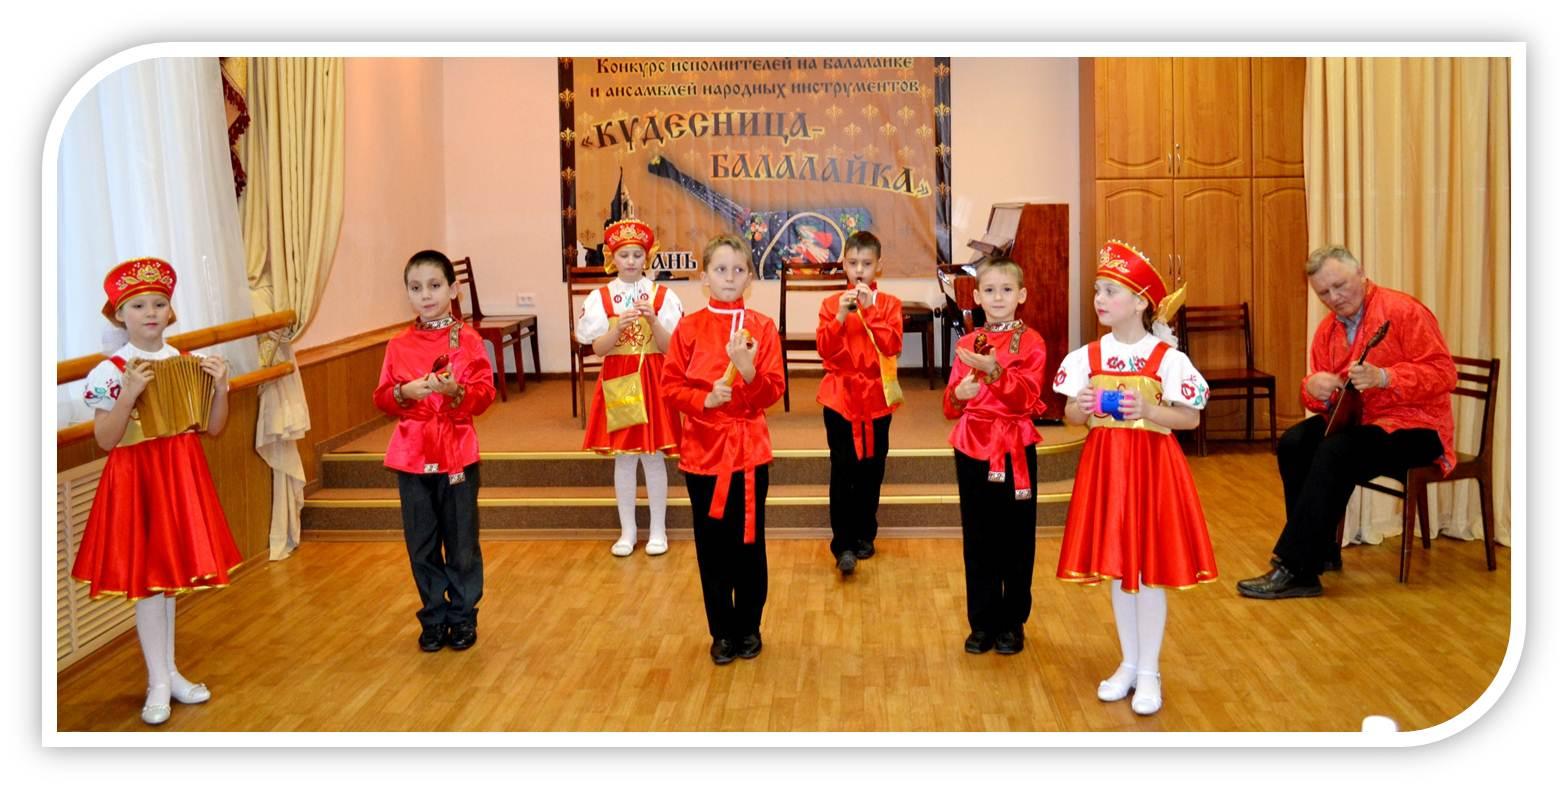 Конкурс исполнителей на балалайке
и ансамблей народных инструментов
«КУДЕСНИЦА-
БАЛАЛАЙКА»